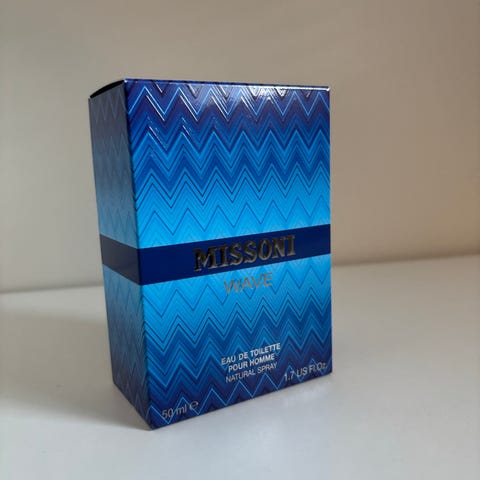 MISSONI
WAVE
EAU DE TOILETTE
POUR HOMME
NATURAL SPRAY
50 ml ℮
1.7 US Fl.Oz.